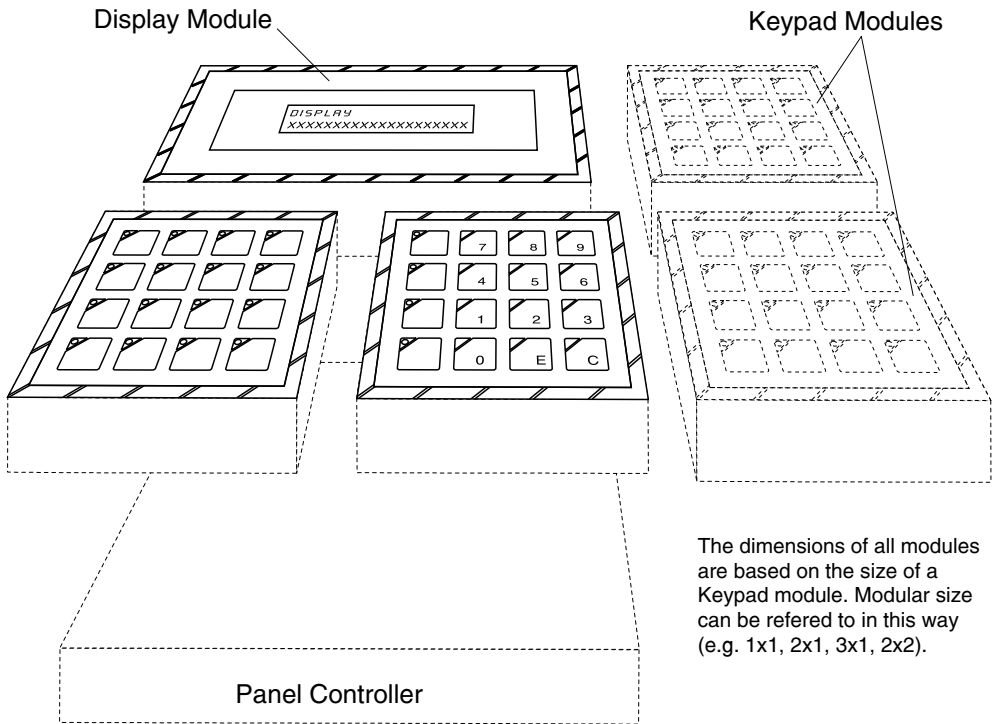 Display Module
Keypad Modules
DISPLAY
XXXXXXXXXXXXXXXXXXXX
7 8 9
4 5 6
1 2 3
0 E C
The dimensions of all modules
are based on the size of a
Keypad module. Modular size
can be refered to in this way
(e.g. 1x1, 2x1, 3x1, 2x2).
Panel Controller